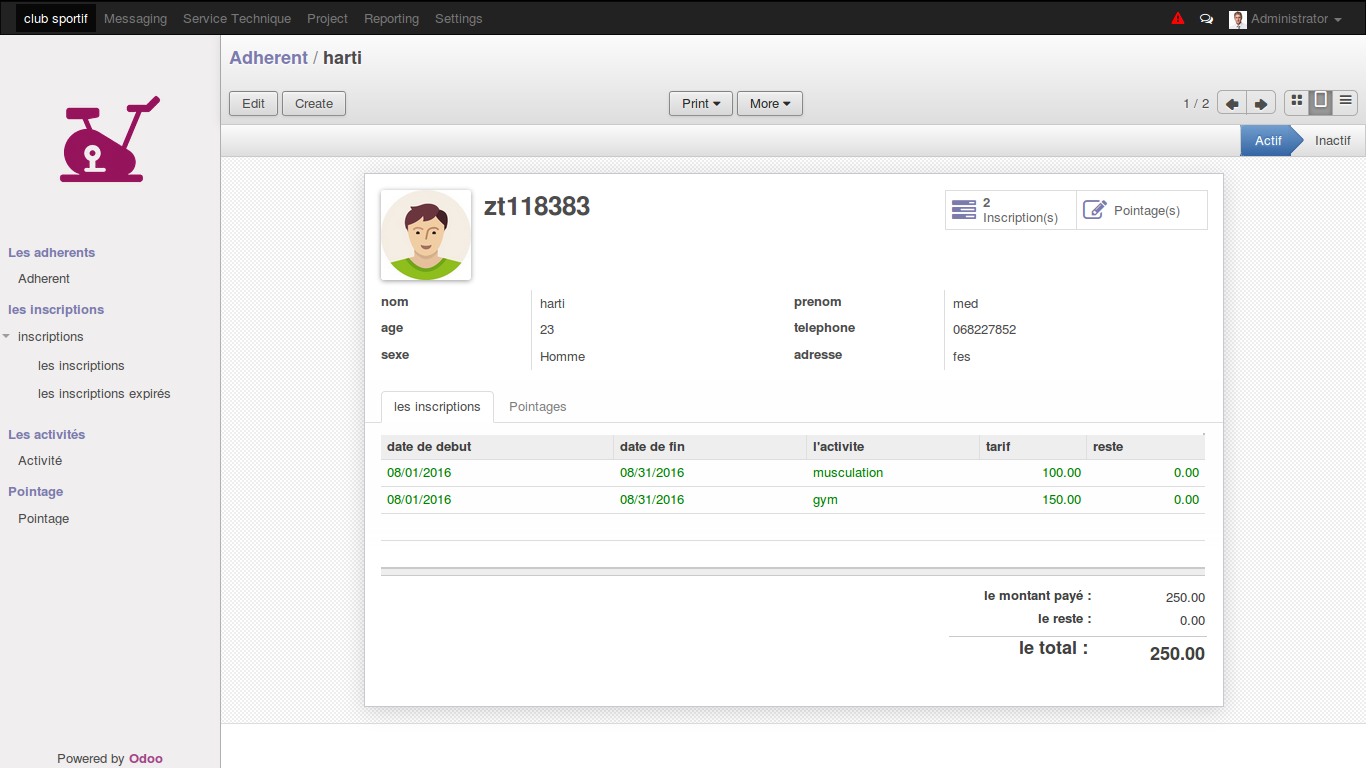 club sportif Messaging Service Technique Project Reporting Settings Administrator
Adherent / harti
Edit Create Print More 1 / 2
Actif Inactif
Les adherents
Adherent
les inscriptions
inscriptions
les inscriptions
les inscriptions expirés
Les activités
Activité
Pointage
Pointage
Powered by Odoo
zt118383
2
Inscription(s)
Pointage(s)
nom harti prenom med
age 23 telephone 068227852
sexe Homme adresse fes
les inscriptions Pointages
date de debut date de fin l'activite tarif reste
08/01/2016 08/31/2016 musculation 100.00 0.00
08/01/2016 08/31/2016 gym 150.00 0.00
le montant payé : 250.00
le reste : 0.00
le total : 250.00